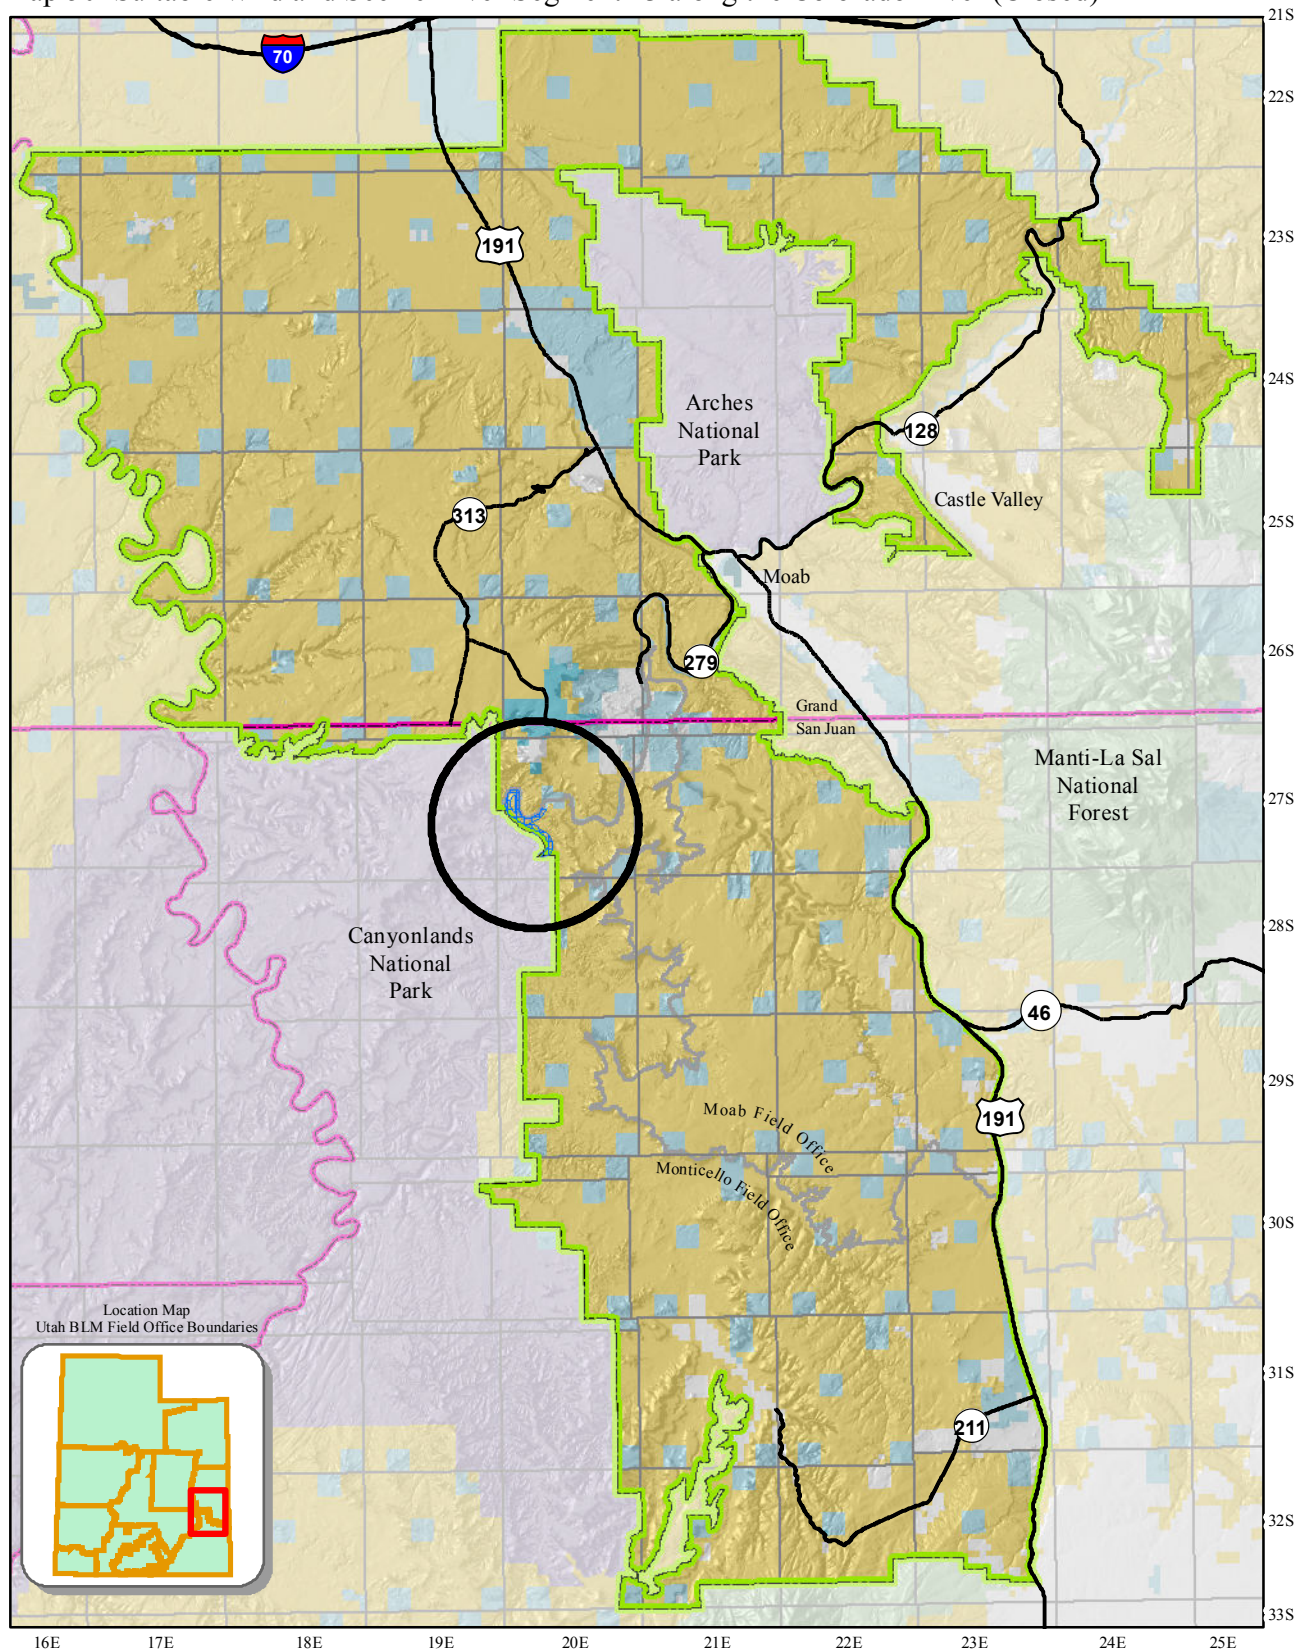 21S
70
22S
191
23S
24S
Arches
National
Park
128
Castle Valley
313
25S
Moab
279
26S
Grand
San Juan
Manti-La Sal
National
Forest
27S
Canyonlands
National
Park
28S
46
29S
Moab Field Office
191
Monticello Field Office
30S
Location Map
Utah BLM Field Office Boundaries
31S
211
32S
33S
16E 17E 18E 19E 20E 21E 22E 23E 24E 25E